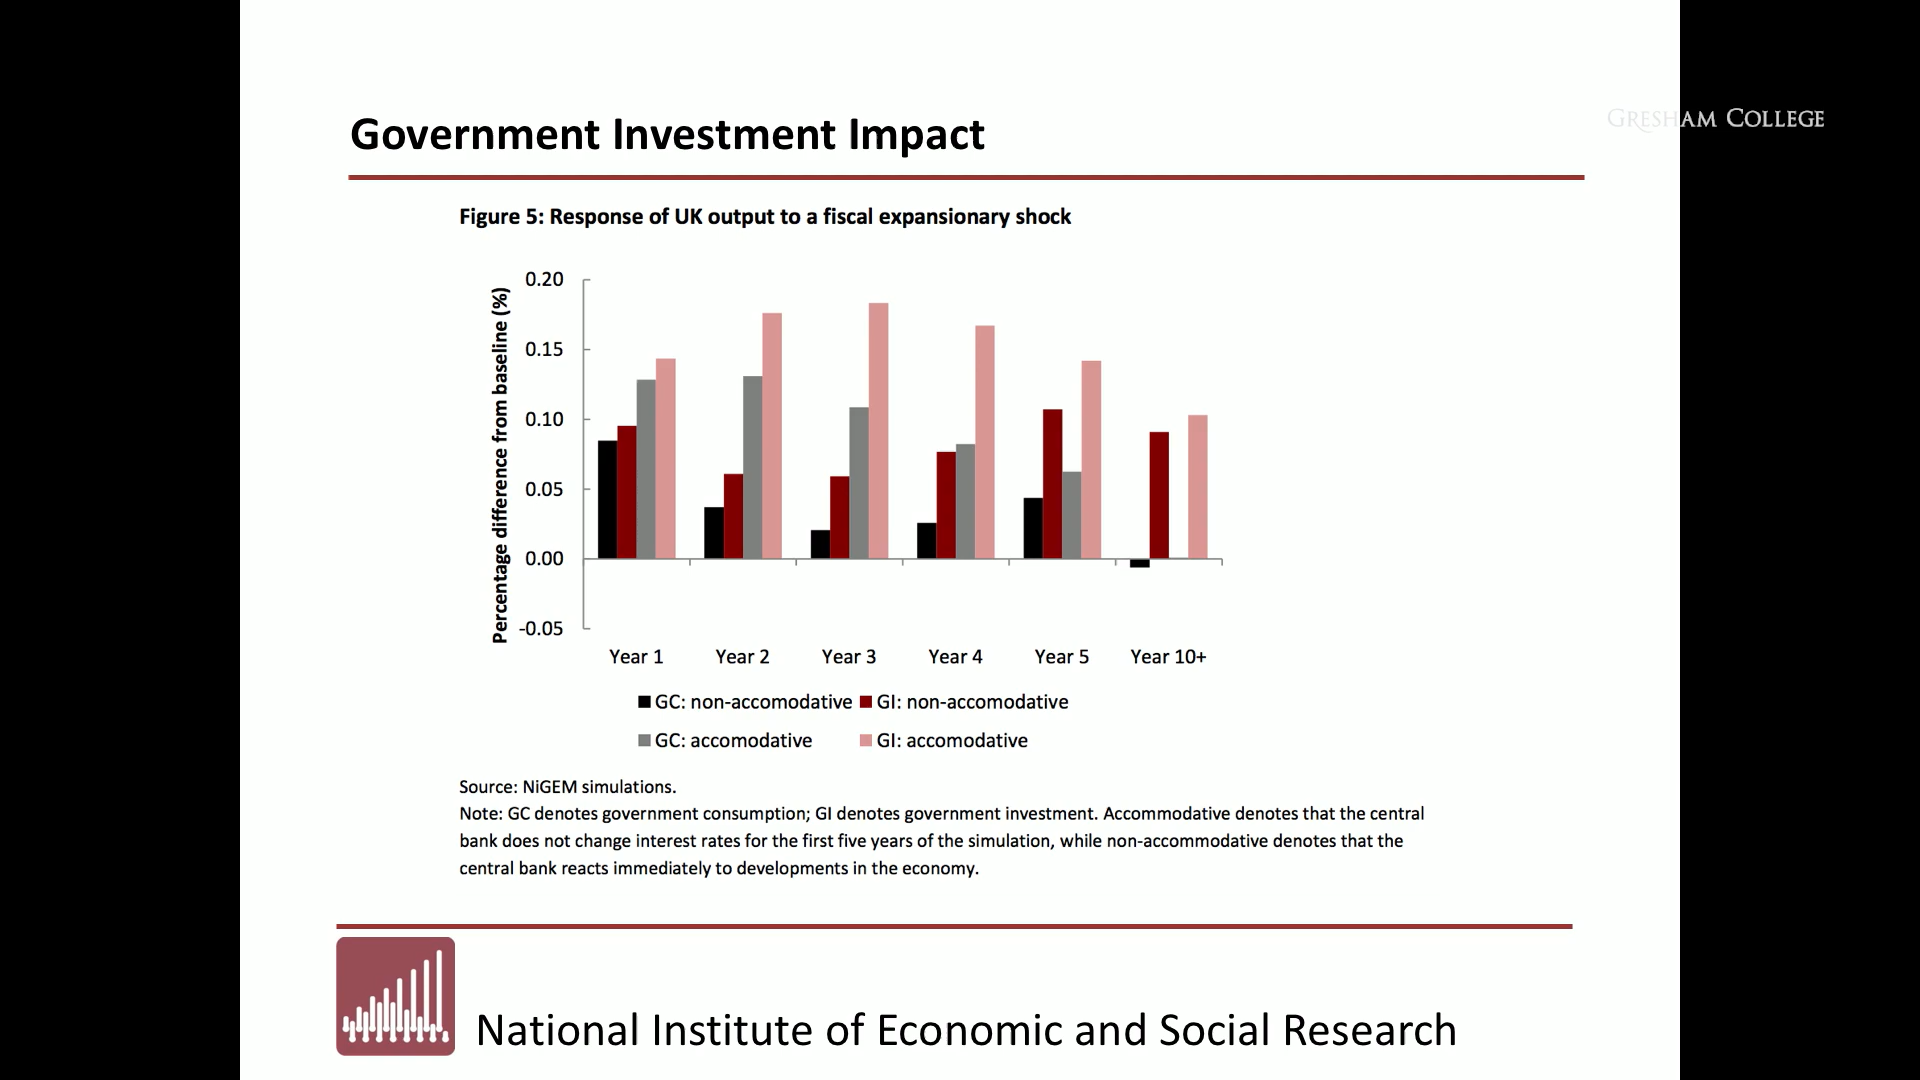 GRESHAM COLLEGE
Government Investment Impact
Figure 5: Response of UK output to a fiscal expansionary shock
Percentage difference from baseline (%)
0.20
0.15
0.10
0.05
0.00
-0.05
Year 1 Year 2 Year 3 Year 4 Year 5 Year 10+
GC: non-accomodative GI: non-accomodative
GC: accomodative GI: accomodative
Source: NiGEM simulations.
Note: GC denotes government consumption; GI denotes government investment. Accommodative denotes that the central
bank does not change interest rates for the first five years of the simulation, while non-accommodative denotes that the
central bank reacts immediately to developments in the economy.
National Institute of Economic and Social Research